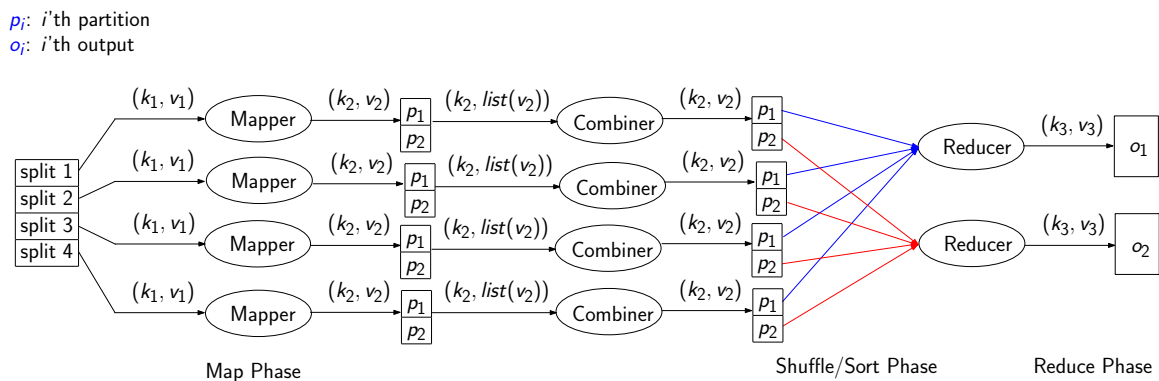 p₁: i'th partition
o₁: i'th output
(k₁, v₁) Mapper (k₂, v₂) p₁ p₂ (k₂, list(v₂)) Combiner (k₂, v₂) p₁ p₂ Reducer (k₃, v₃) o₁
split 1 (k₁, v₁) Mapper (k₂, v₂) p₁ p₂ (k₂, list(v₂)) Combiner (k₂, v₂) p₁ p₂
split 2
split 3
split 4
(k₁, v₁) Mapper (k₂, v₂) p₁ p₂ (k₂, list(v₂)) Combiner (k₂, v₂) p₁ p₂ Reducer (k₃, v₃) o₂
(k₁, v₁) Mapper (k₂, v₂) p₁ p₂ (k₂, list(v₂)) Combiner (k₂, v₂) p₁ p₂
Map Phase Shuffle/Sort Phase Reduce Phase